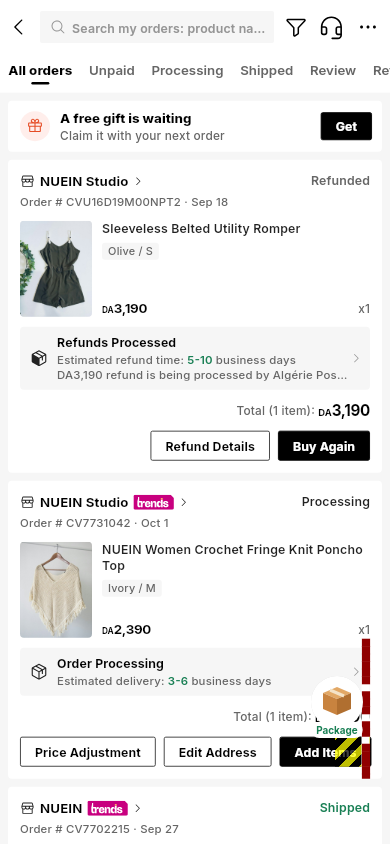 Search my orders: product na...
All orders Unpaid Processing Shipped Review Re
A free gift is waiting
Claim it with your next order
Get
NUEIN Studio
Refunded
Order # CVU16D19M00NPT2 · Sep 18
Sleeveless Belted Utility Romper
Olive / S
DA3,190
x1
Refunds Processed
Estimated refund time: 5-10 business days
DA3,190 refund is being processed by Algérie Pos...
Total (1 item): DA3,190
Refund Details
Buy Again
NUEIN Studio trends
Processing
Order # CV7731042 · Oct 1
NUEIN Women Crochet Fringe Knit Poncho
Top
Ivory / M
DA2,390
x1
Order Processing
Estimated delivery: 3-6 business days
Total (1 item):
Package
Price Adjustment
Edit Address
Add Items
NUEIN trends
Shipped
Order # CV7702215 · Sep 27